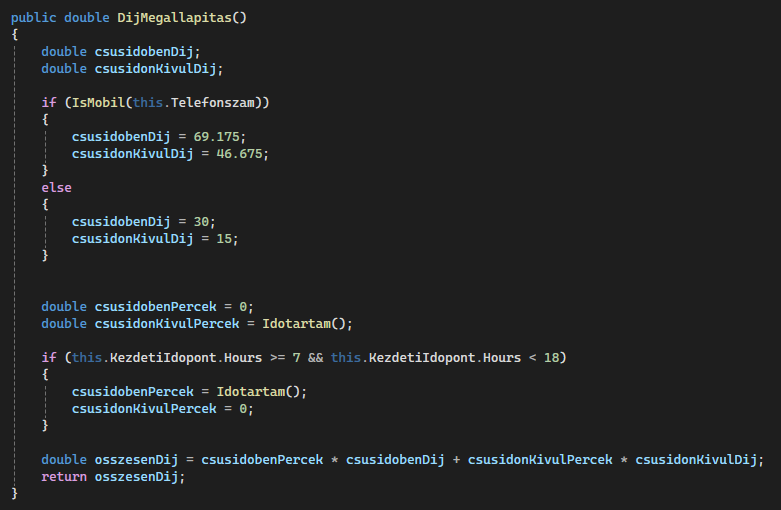 public double DijMegallapitas()
{
    double csusidobenDij;
    double csusidonKivulDij;

    if (IsMobil(this.Telefonszam))
    {
        csusidobenDij = 69.175;
        csusidonKivulDij = 46.675;
    }
    else
    {
        csusidobenDij = 30;
        csusidonKivulDij = 15;
    }


    double csusidobenPercek = 0;
    double csusidonKivulPercek = Idotartam();

    if (this.KezdetiIdopont.Hours >= 7 && this.KezdetiIdopont.Hours < 18)
    {
        csusidobenPercek = Idotartam();
        csusidonKivulPercek = 0;
    }

    double osszesenDij = csusidobenPercek * csusidobenDij + csusidonKivulPercek * csusidonKivulDij;
    return osszesenDij;
}